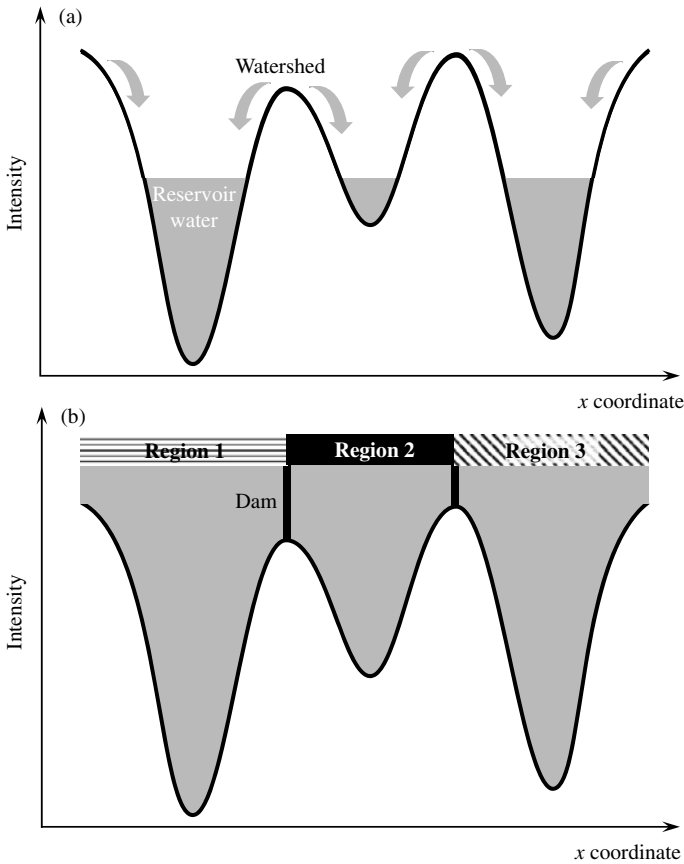 (a)
Watershed
Reservoir
water
Intensity
x coordinate
(b)
Region 1
Region 2
Region 3
Dam
Intensity
x coordinate